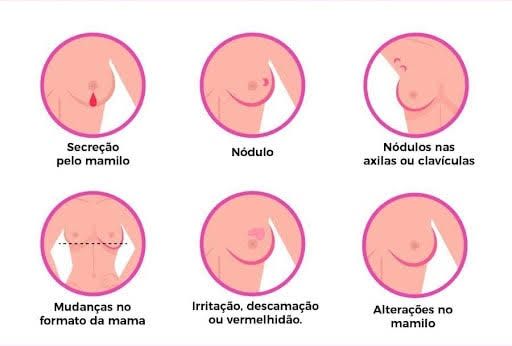 Secreção
pelo mamilo
Nódulo
Nódulos nas
axilas ou clavículas
Mudanças no
formato da mama
Irritação, descamação
ou vermelhidão.
Alterações no
mamilo